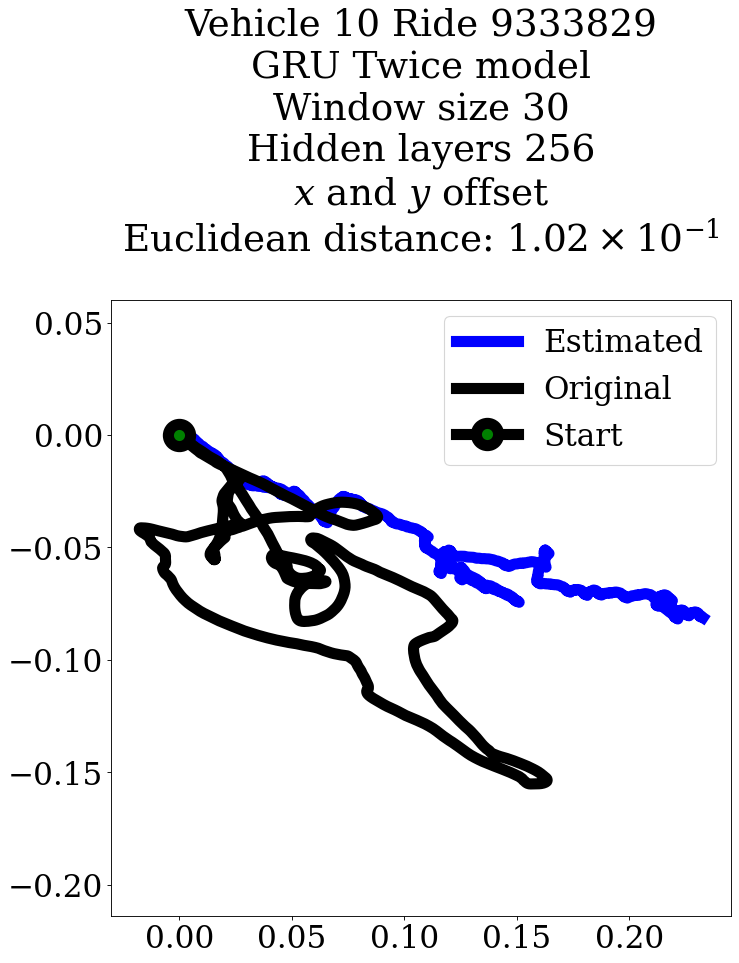 Vehicle 10 Ride 9333829
GRU Twice model
Window size 30
Hidden layers 256
x and y offset
Euclidean distance: 1.02 × 10⁻¹
Estimated
Original
Start
0.05
0.00
−0.05
−0.10
−0.15
−0.20
0.00 0.05 0.10 0.15 0.20